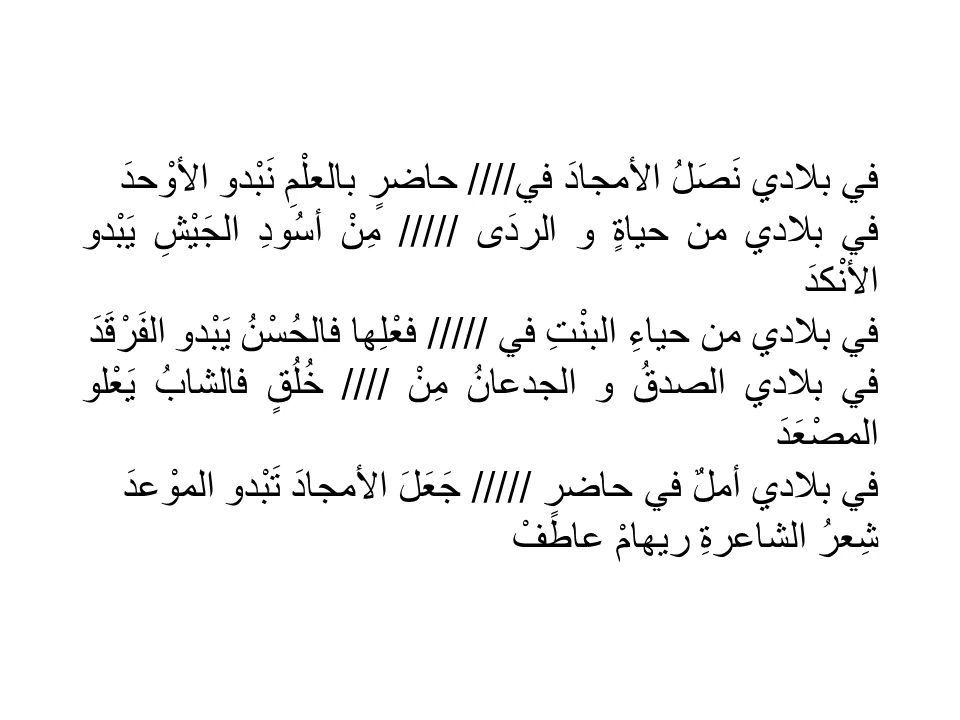 في بلادي نَصَلُ الأمجادَ في//// حاضرٍ بالعلْمِ نَبْدو الأوْحدَ
في بلادي من حياةٍ و الردَى ///// مِنْ أسُودِ الجَيْشِ يَبْدو
الأنْكدَ
في بلادي من حياءِ البنْتِ في ///// فعْلِها فالحُسْنُ يَبْدو الفَرْقَدَ
في بلادي الصدقُ و الجدعانُ مِنْ //// خُلُقٍ فالشابُ يَعْلو
المصْعَدَ
في بلادي أملٌ في حاضرٍ ///// جَعَلَ الأمجادَ تَبْدو الموْعدَ
شِعرُ الشاعرةِ ريهامْ عاطفْ